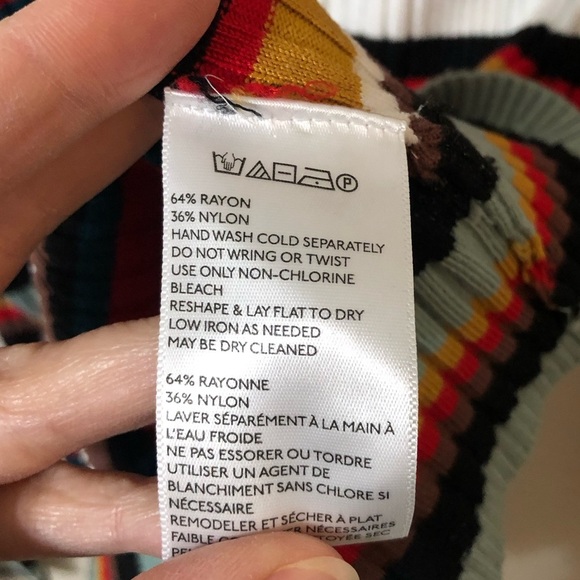 P
64% RAYON
36% NYLON
HAND WASH COLD SEPARATELY
DO NOT WRING OR TWIST
USE ONLY NON-CHLORINE
BLEACH
RESHAPE & LAY FLAT TO DRY
LOW IRON AS NEEDED
MAY BE DRY CLEANED
64% RAYONNE
36% NYLON
LAVER SÉPARÉMENT À LA MAIN À
L'EAU FROIDE
NE PAS ESSORER OU TORDRE
UTILISER UN AGENT DE
BLANCHIMENT SANS CHLORE SI
NÉCESSAIRE
REMODELER ET SÉCHER À PLAT
NÉCESSAIRES
SEC